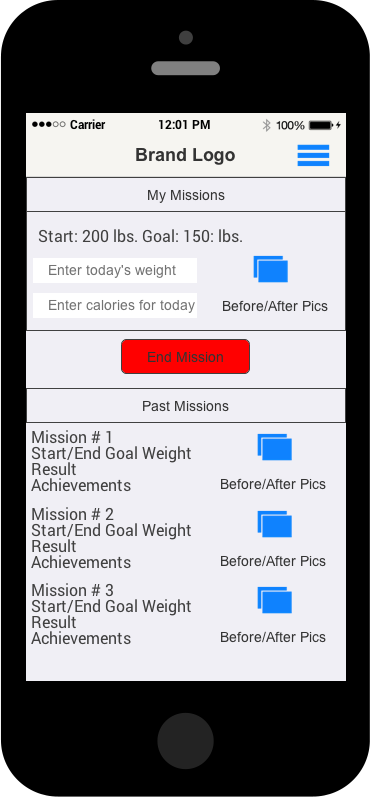 Carrier 12:01 PM 100%
Brand Logo
My Missions
Start: 200 lbs. Goal: 150: lbs.
Enter today's weight
Enter calories for today
Before/After Pics
End Mission
Past Missions
Mission # 1
Start/End Goal Weight
Result
Achievements
Before/After Pics
Mission # 2
Start/End Goal Weight
Result
Achievements
Before/After Pics
Mission # 3
Start/End Goal Weight
Result
Achievements
Before/After Pics